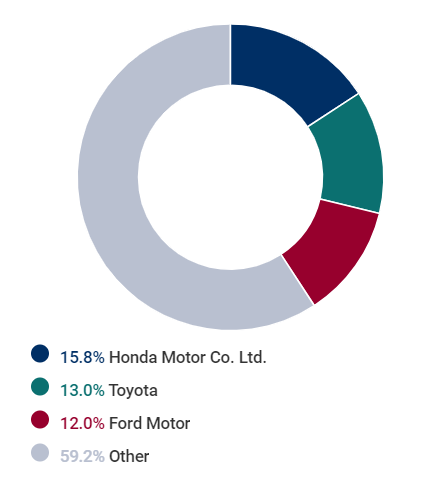 15.8% Honda Motor Co. Ltd.
13.0% Toyota
12.0% Ford Motor
59.2% Other